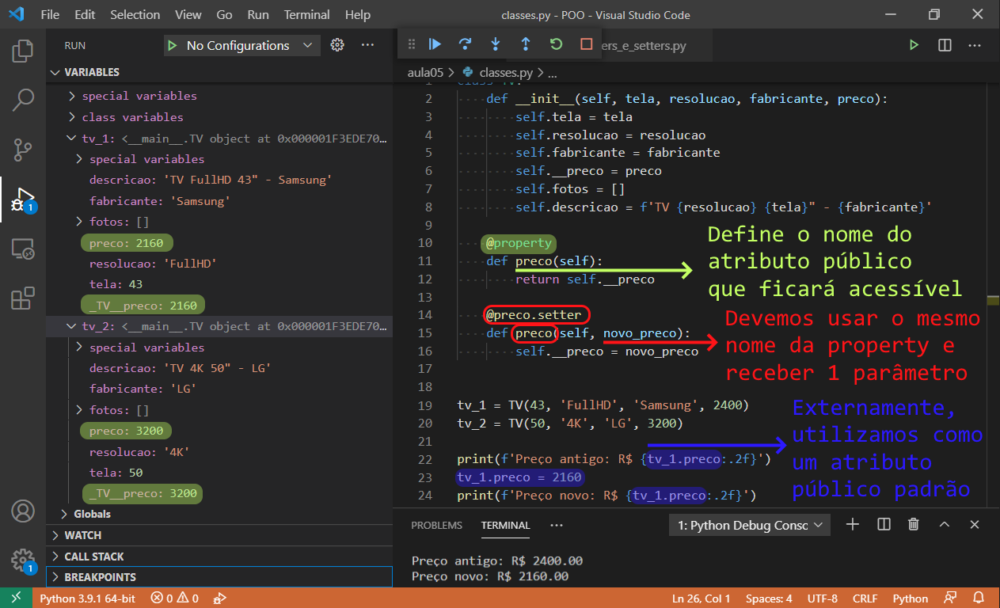 File Edit Selection View Go Run Terminal Help
classes.py - POO - Visual Studio Code
RUN
No Configurations
VARIABLES
special variables
class variables
tv_1: <__main__.TV object at 0x000001F3EDE70…
special variables
descricao: 'TV FullHD 43" - Samsung'
fabricante: 'Samsung'
fotos: []
preco: 2160
resolucao: 'FullHD'
tela: 43
_TV__preco: 2160
tv_2: <__main__.TV object at 0x000001F3EDE70…
special variables
descricao: 'TV 4K 50" - LG'
fabricante: 'LG'
fotos: []
preco: 3200
resolucao: '4K'
tela: 50
_TV__preco: 3200
Globals
WATCH
CALL STACK
BREAKPOINTS
ers_e_setters.py
aula05 > classes.py > ...
1 class TV:
2 def __init__(self, tela, resolucao, fabricante, preco):
3 self.tela = tela
4 self.resolucao = resolucao
5 self.fabricante = fabricante
6 self.__preco = preco
7 self.fotos = []
8 self.descricao = f'TV {resolucao} {tela}" - {fabricante}'
9
10 @property
11 def preco(self):
12 return self.__preco
13
14 @preco.setter
15 def preco(self, novo_preco):
16 self.__preco = novo_preco
17
18
19 tv_1 = TV(43, 'FullHD', 'Samsung', 2400)
20 tv_2 = TV(50, '4K', 'LG', 3200)
21
22 print(f'Preço antigo: R$ {tv_1.preco:.2f}')
23 tv_1.preco = 2160
24 print(f'Preço novo: R$ {tv_1.preco:.2f}')
Define o nome do
atributo público
que ficará acessível
Devemos usar o mesmo
nome da property e
receber 1 parâmetro
Externamente,
utilizamos como
um atributo
público padrão
PROBLEMS TERMINAL ...
1: Python Debug Consc
Preço antigo: R$ 2400.00
Preço novo: R$ 2160.00
1
1
Python 3.9.1 64-bit 0 0
Ln 26, Col 1 Spaces: 4 UTF-8 CRLF Python